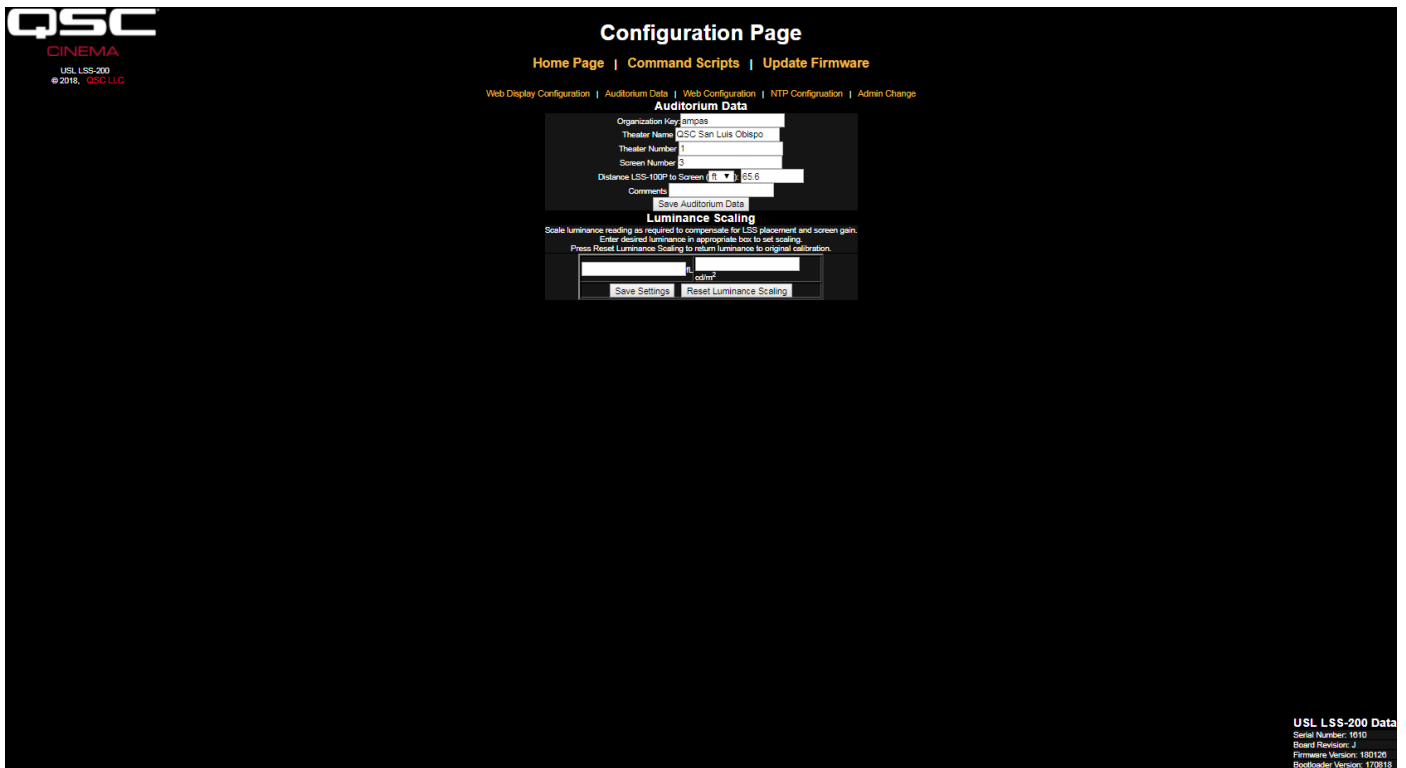 QSC
CINEMA
USL LSS-200
© 2018, QSC LLC
Configuration Page
Home Page | Command Scripts | Update Firmware
Web Display Configuration | Auditorium Data | Web Configuration | NTP Configruation | Admin Change
Auditorium Data
Organization Key: ampas
Theater Name QSC San Luis Obispo
Theater Number 1
Screen Number 3
Distance LSS-100P to Screen ( ft ▼ ): 65.6
Comments
Save Auditorium Data
Luminance Scaling
Scale luminance reading as required to compensate for LSS placement and screen gain.
Enter desired luminance in appropriate box to set scaling.
Press Reset Luminance Scaling to return luminance to original calibration.
fL
cd/m²
Save Settings Reset Luminance Scaling
USL LSS-200 Data
Serial Number: 1610
Board Revision: J
Firmware Version: 180126
Bootloader Version: 170818